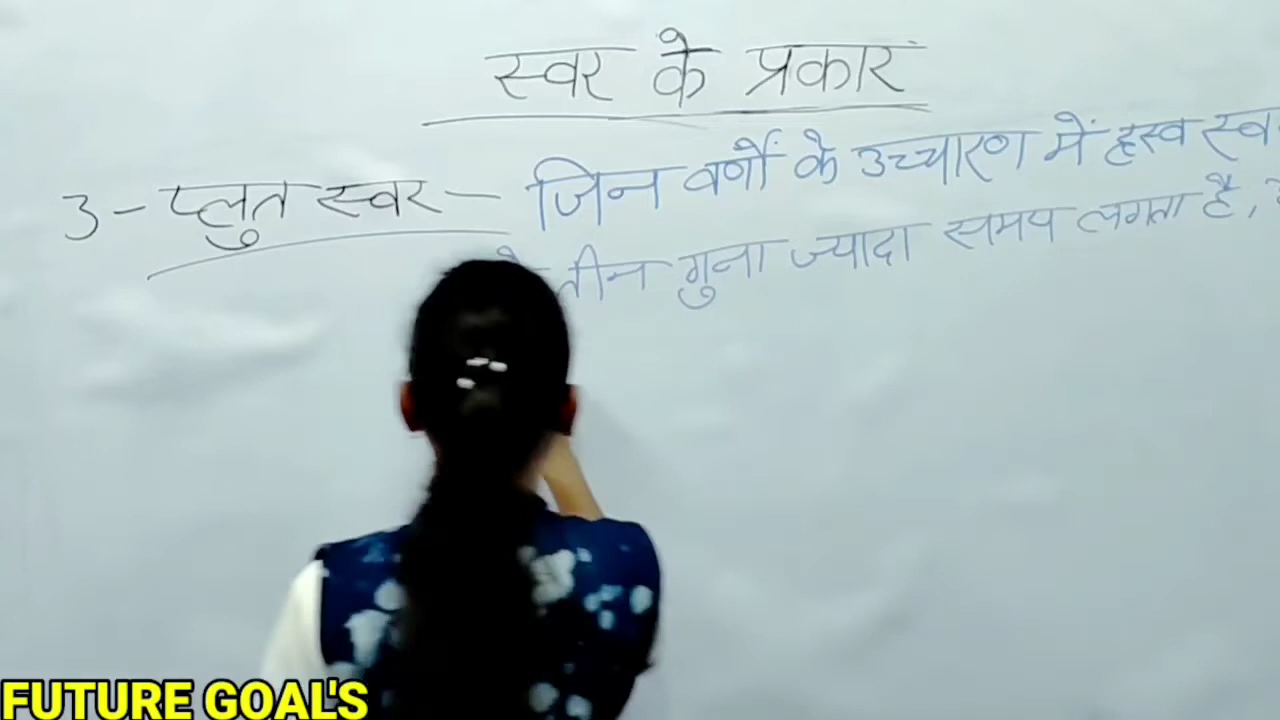 स्वर के प्रकार
3- प्लुत स्वर - जिन वर्णों के उच्चारण में ह्रस्व
तीन गुना ज्यादा समय लगता है,
FUTURE GOAL'S